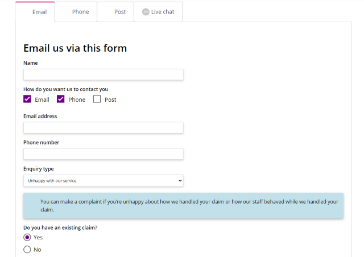 Email Phone Post Live chat
Email us via this form
Name
How do you want us to contact you
Email Phone Post
Email address
Phone number
Enquiry type
Unhappy with our service
You can make a complaint if you're unhappy about how we handled your claim or how our staff behaved while we handled your
claim.
Do you have an existing claim?
Yes
No